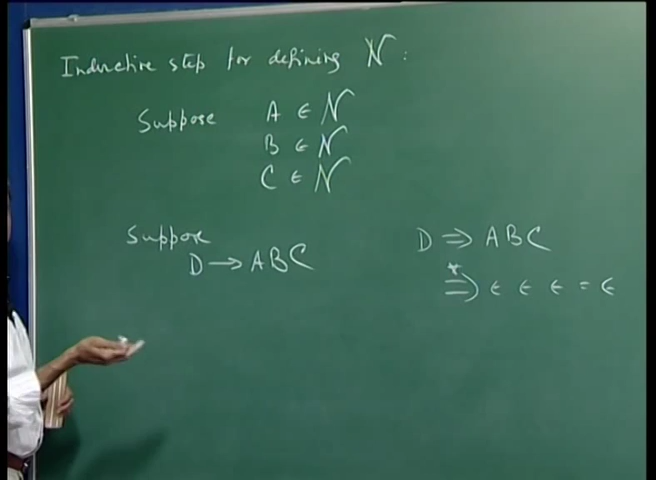 Inductive step for defining N:
Suppose A ∈ N
B ∈ N
C ∈ N
Suppose
D → ABC
D ⇒ ABC
*⇒ ϵ ϵ ϵ = ϵ